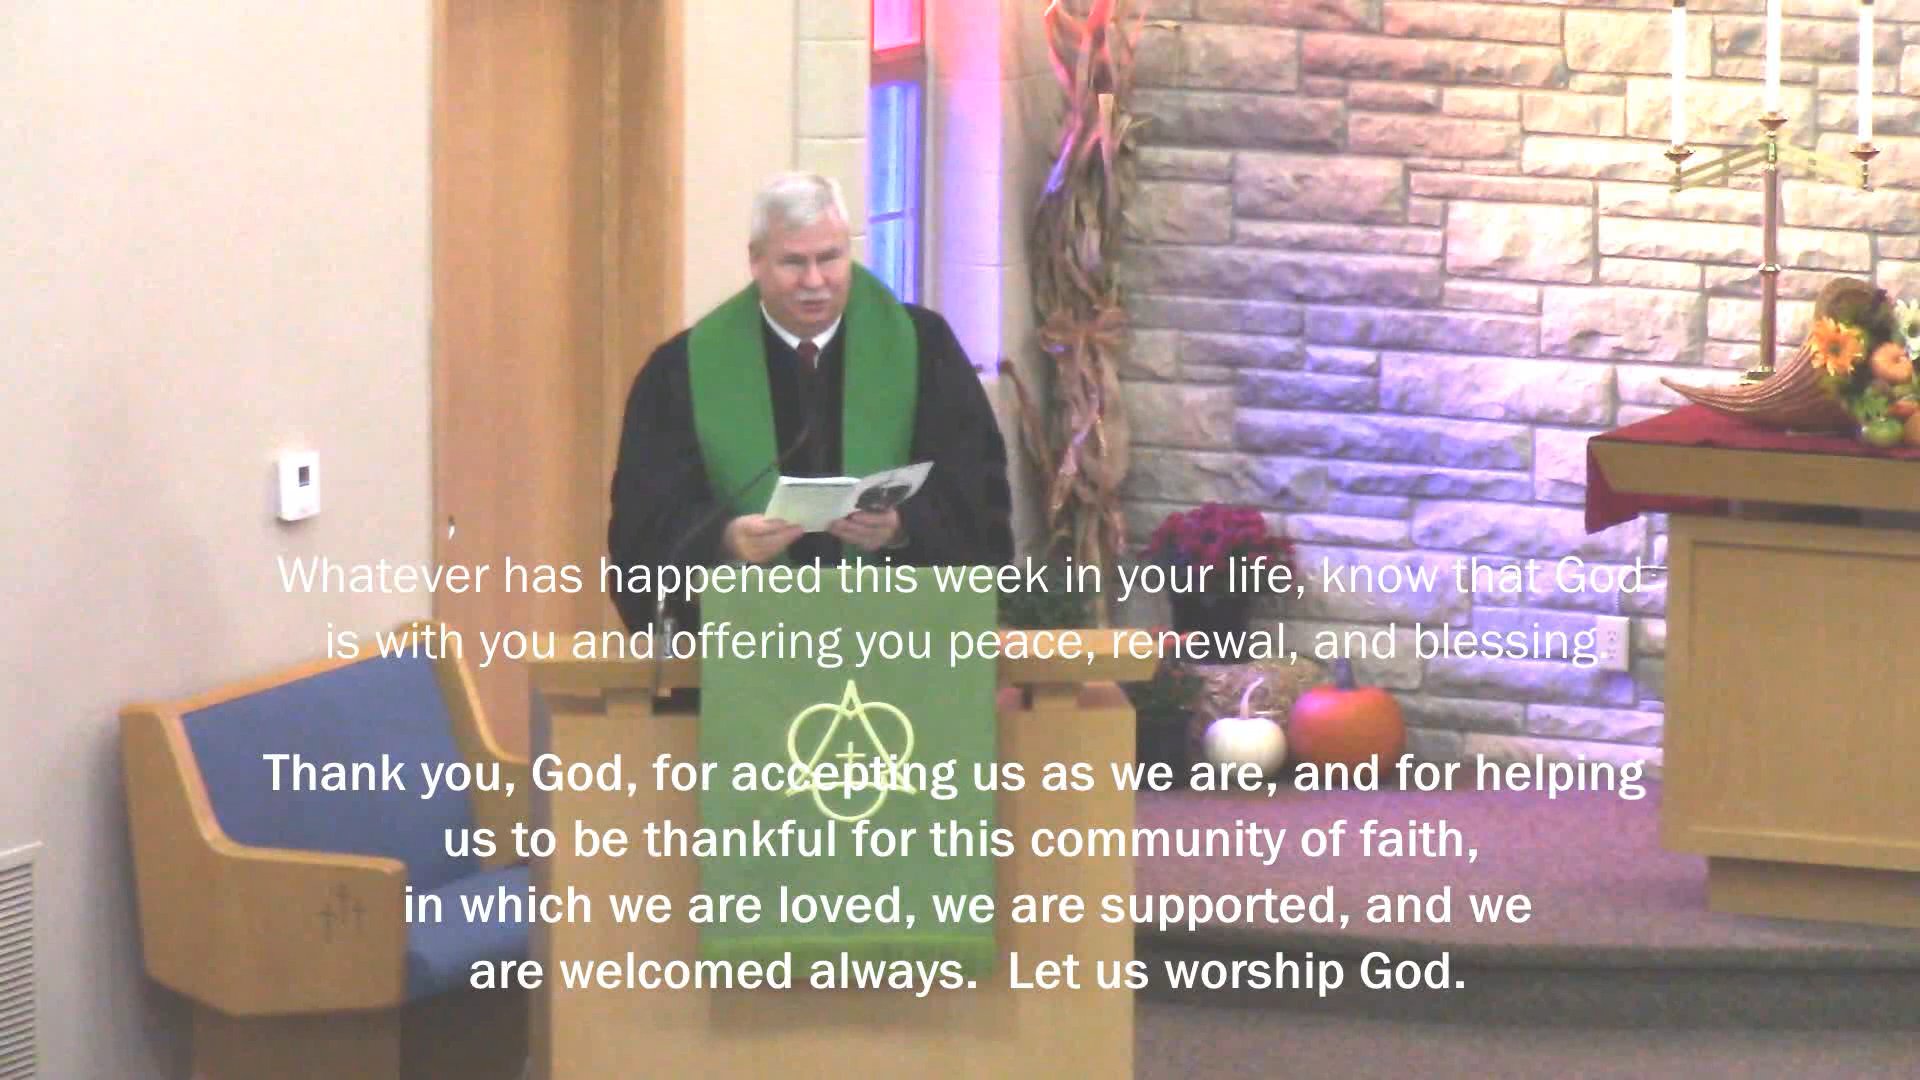 ,
Whatever has happened this week in your life, know that God
is with you and offering you peace, renewal, and blessing.
Thank you, God, for accepting us as we are, and for helping
us to be thankful for this community of faith,
in which we are loved, we are supported, and we
are welcomed always.  Let us worship God.